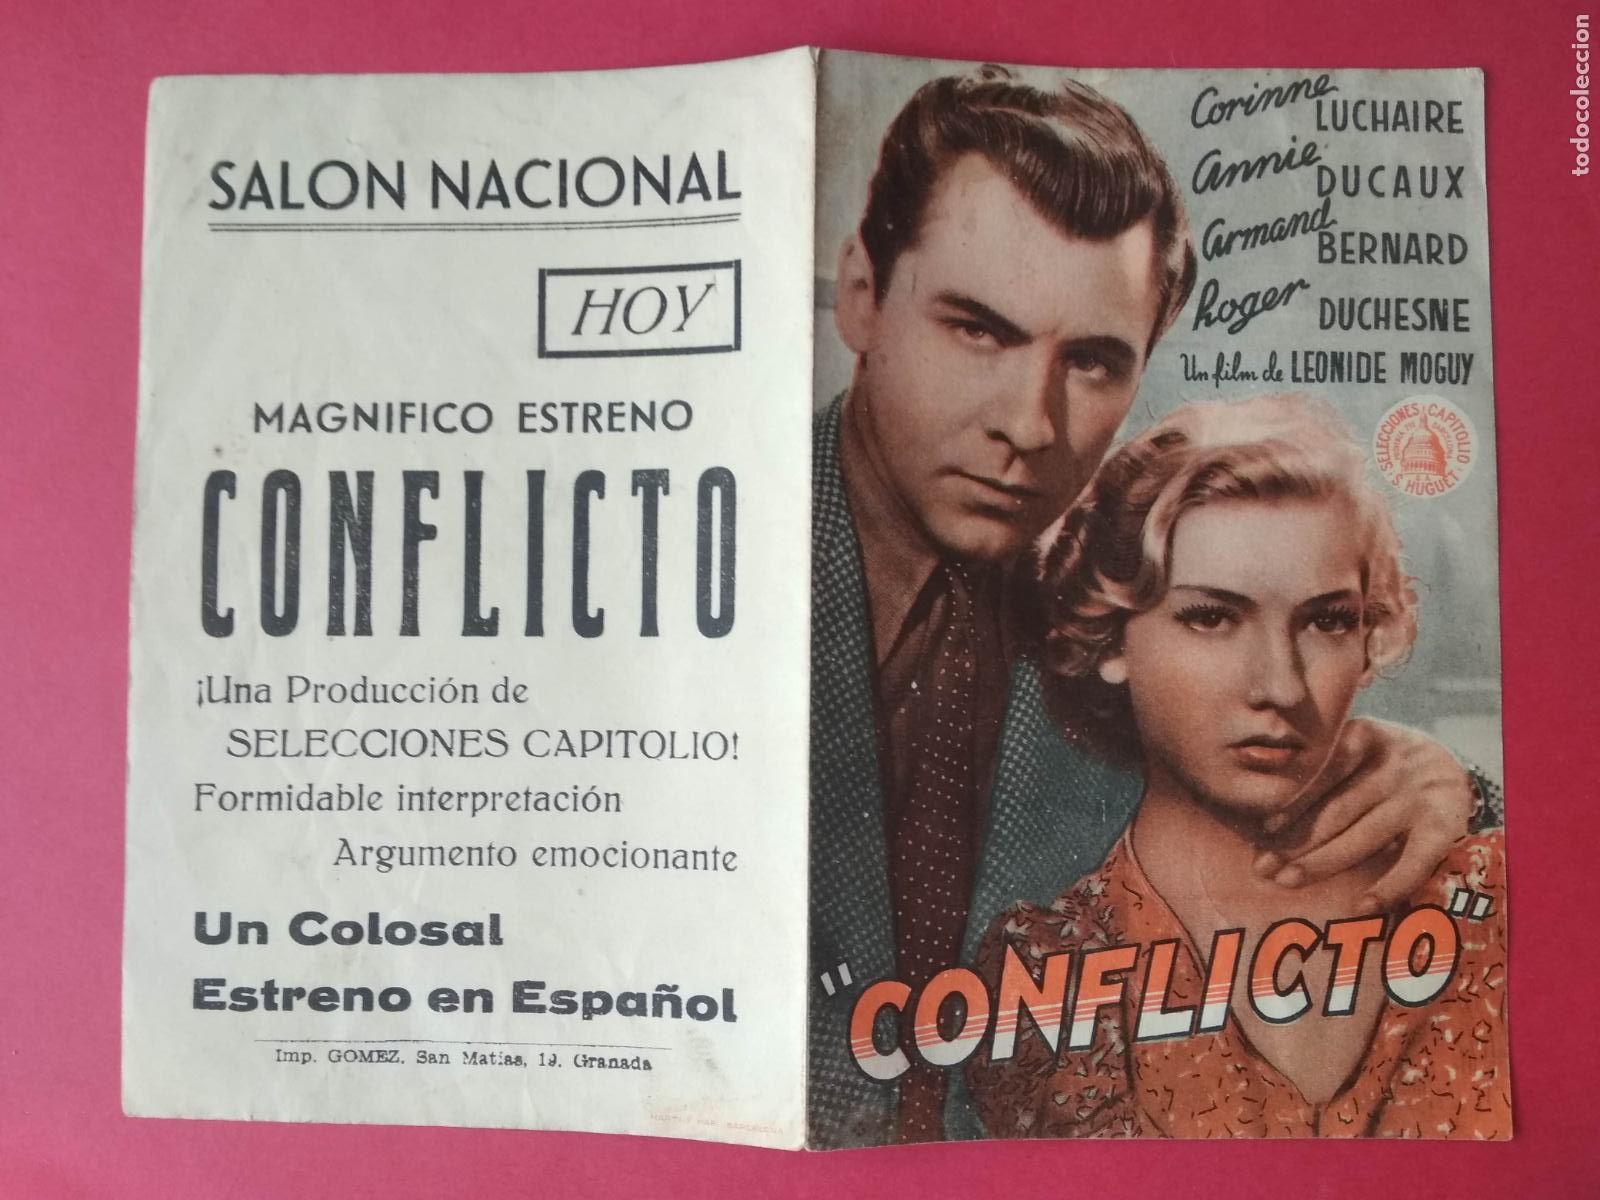 SALON NACIONAL
HOY
MAGNIFICO ESTRENO
CONFLICTO
¡Una Producción de
SELECCIONES CAPITOLIO!
Formidable interpretación
Argumento emocionante
Un Colosal
Estreno en Español
Imp. GOMEZ. San Matias, 19. Granada
BARCELONA
Corinne LUCHAIRE
Annie DUCAUX
Armand BERNARD
Roger DUCHESNE
Un film de LEONIDE MOGUY
SELECCIONES CAPITOLIO
S. HUGUET
"CONFLICTO"
todocoleccion